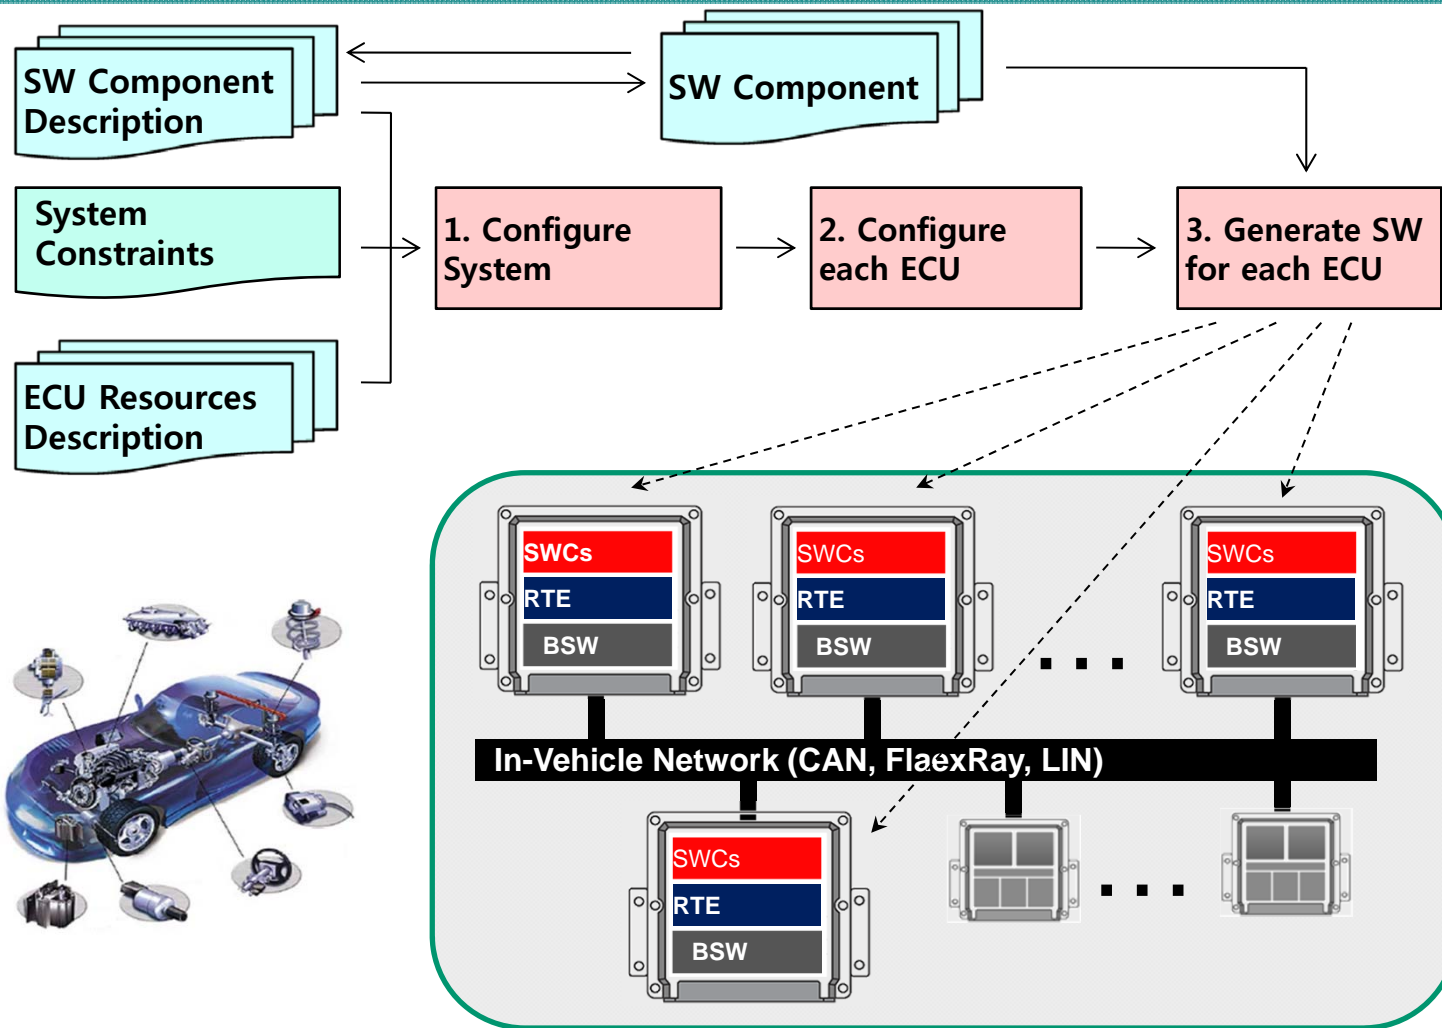 SW Component
Description
SW Component
System
Constraints
1. Configure
System
2. Configure
each ECU
3. Generate SW
for each ECU
ECU Resources
Description
SWCs
RTE
BSW
SWCs
RTE
BSW
. . .
SWCs
RTE
BSW
In-Vehicle Network (CAN, FlaexRay, LIN)
SWCs
RTE
BSW
. . .